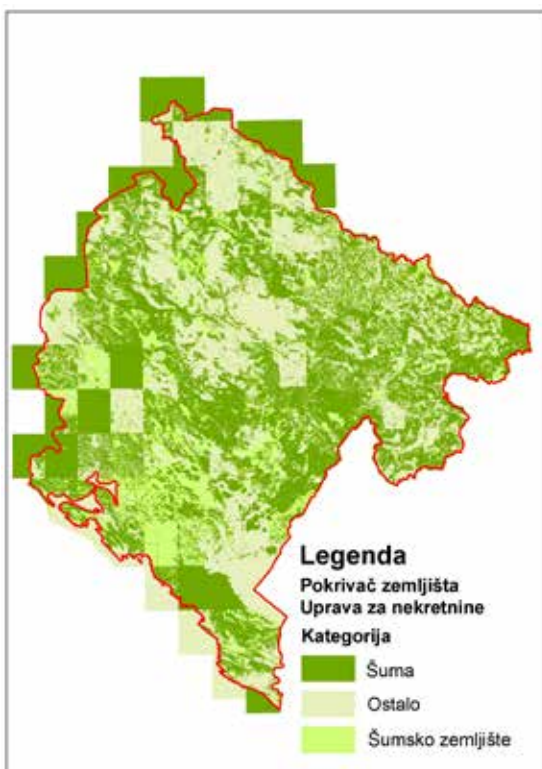 Legenda
Pokrivač zemljišta
Uprava za nekretnine
Kategorija
Šuma
Ostalo
Šumsko zemljište